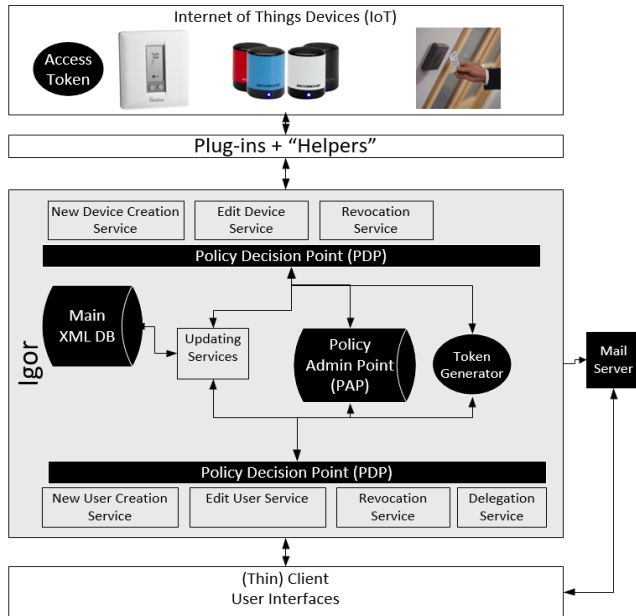 Internet of Things Devices (IoT)
Access
Token
70
Plug-ins + “Helpers”
New Device Creation
Service
Edit Device
Service
Revocation
Service
Policy Decision Point (PDP)
Igor
Main
XML DB
Updating
Services
Policy
Admin Point
(PAP)
Token
Generator
Mail
Server
Policy Decision Point (PDP)
New User Creation
Service
Edit User Service
Revocation
Service
Delegation
Service
(Thin) Client
User Interfaces